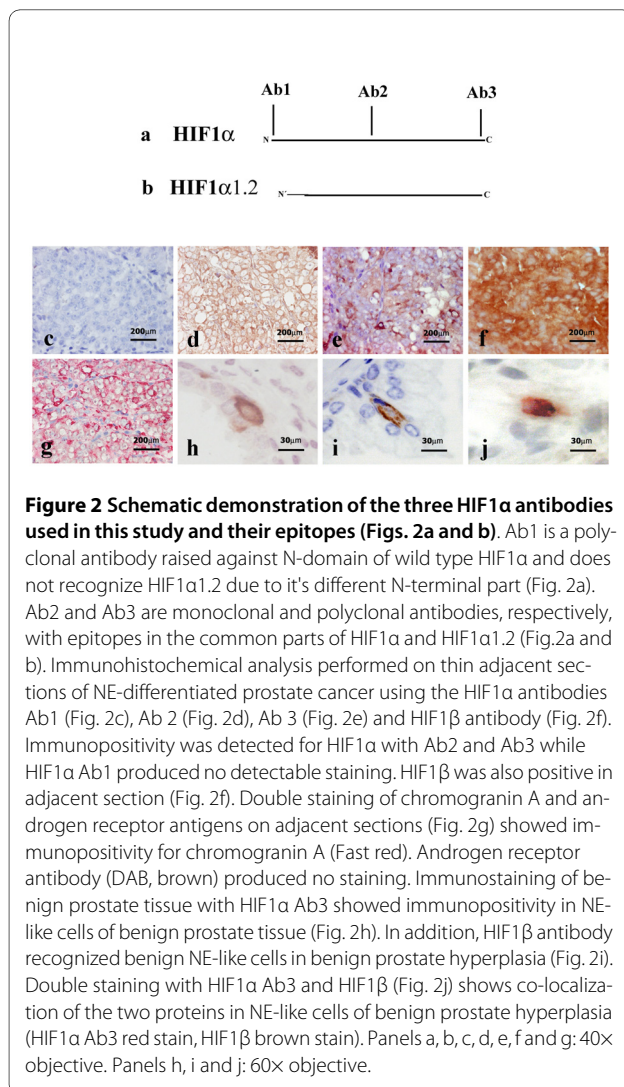 Ab1 Ab2 Ab3
a HIF1α N C
b HIF1α1.2 N' C
c 200μm d 200μm e 200μm f 200μm
g 200μm h 30μm i 30μm j 30μm
Figure 2 Schematic demonstration of the three HIF1α antibodies
used in this study and their epitopes (Figs. 2a and b). Ab1 is a poly-
clonal antibody raised against N-domain of wild type HIF1α and does
not recognize HIF1α1.2 due to it's different N-terminal part (Fig. 2a).
Ab2 and Ab3 are monoclonal and polyclonal antibodies, respectively,
with epitopes in the common parts of HIF1α and HIF1α1.2 (Fig.2a and
b). Immunohistochemical analysis performed on thin adjacent sec-
tions of NE-differentiated prostate cancer using the HIF1α antibodies
Ab1 (Fig. 2c), Ab 2 (Fig. 2d), Ab 3 (Fig. 2e) and HIF1β antibody (Fig. 2f).
Immunopositivity was detected for HIF1α with Ab2 and Ab3 while
HIF1α Ab1 produced no detectable staining. HIF1β was also positive in
adjacent section (Fig. 2f). Double staining of chromogranin A and an-
drogen receptor antigens on adjacent sections (Fig. 2g) showed im-
munopositivity for chromogranin A (Fast red). Androgen receptor
antibody (DAB, brown) produced no staining. Immunostaining of be-
nign prostate tissue with HIF1α Ab3 showed immunopositivity in NE-
like cells of benign prostate tissue (Fig. 2h). In addition, HIF1β antibody
recognized benign NE-like cells in benign prostate hyperplasia (Fig. 2i).
Double staining with HIF1α Ab3 and HIF1β (Fig. 2j) shows co-localiza-
tion of the two proteins in NE-like cells of benign prostate hyperplasia
(HIF1α Ab3 red stain, HIF1β brown stain). Panels a, b, c, d, e, f and g: 40×
objective. Panels h, i and j: 60× objective.